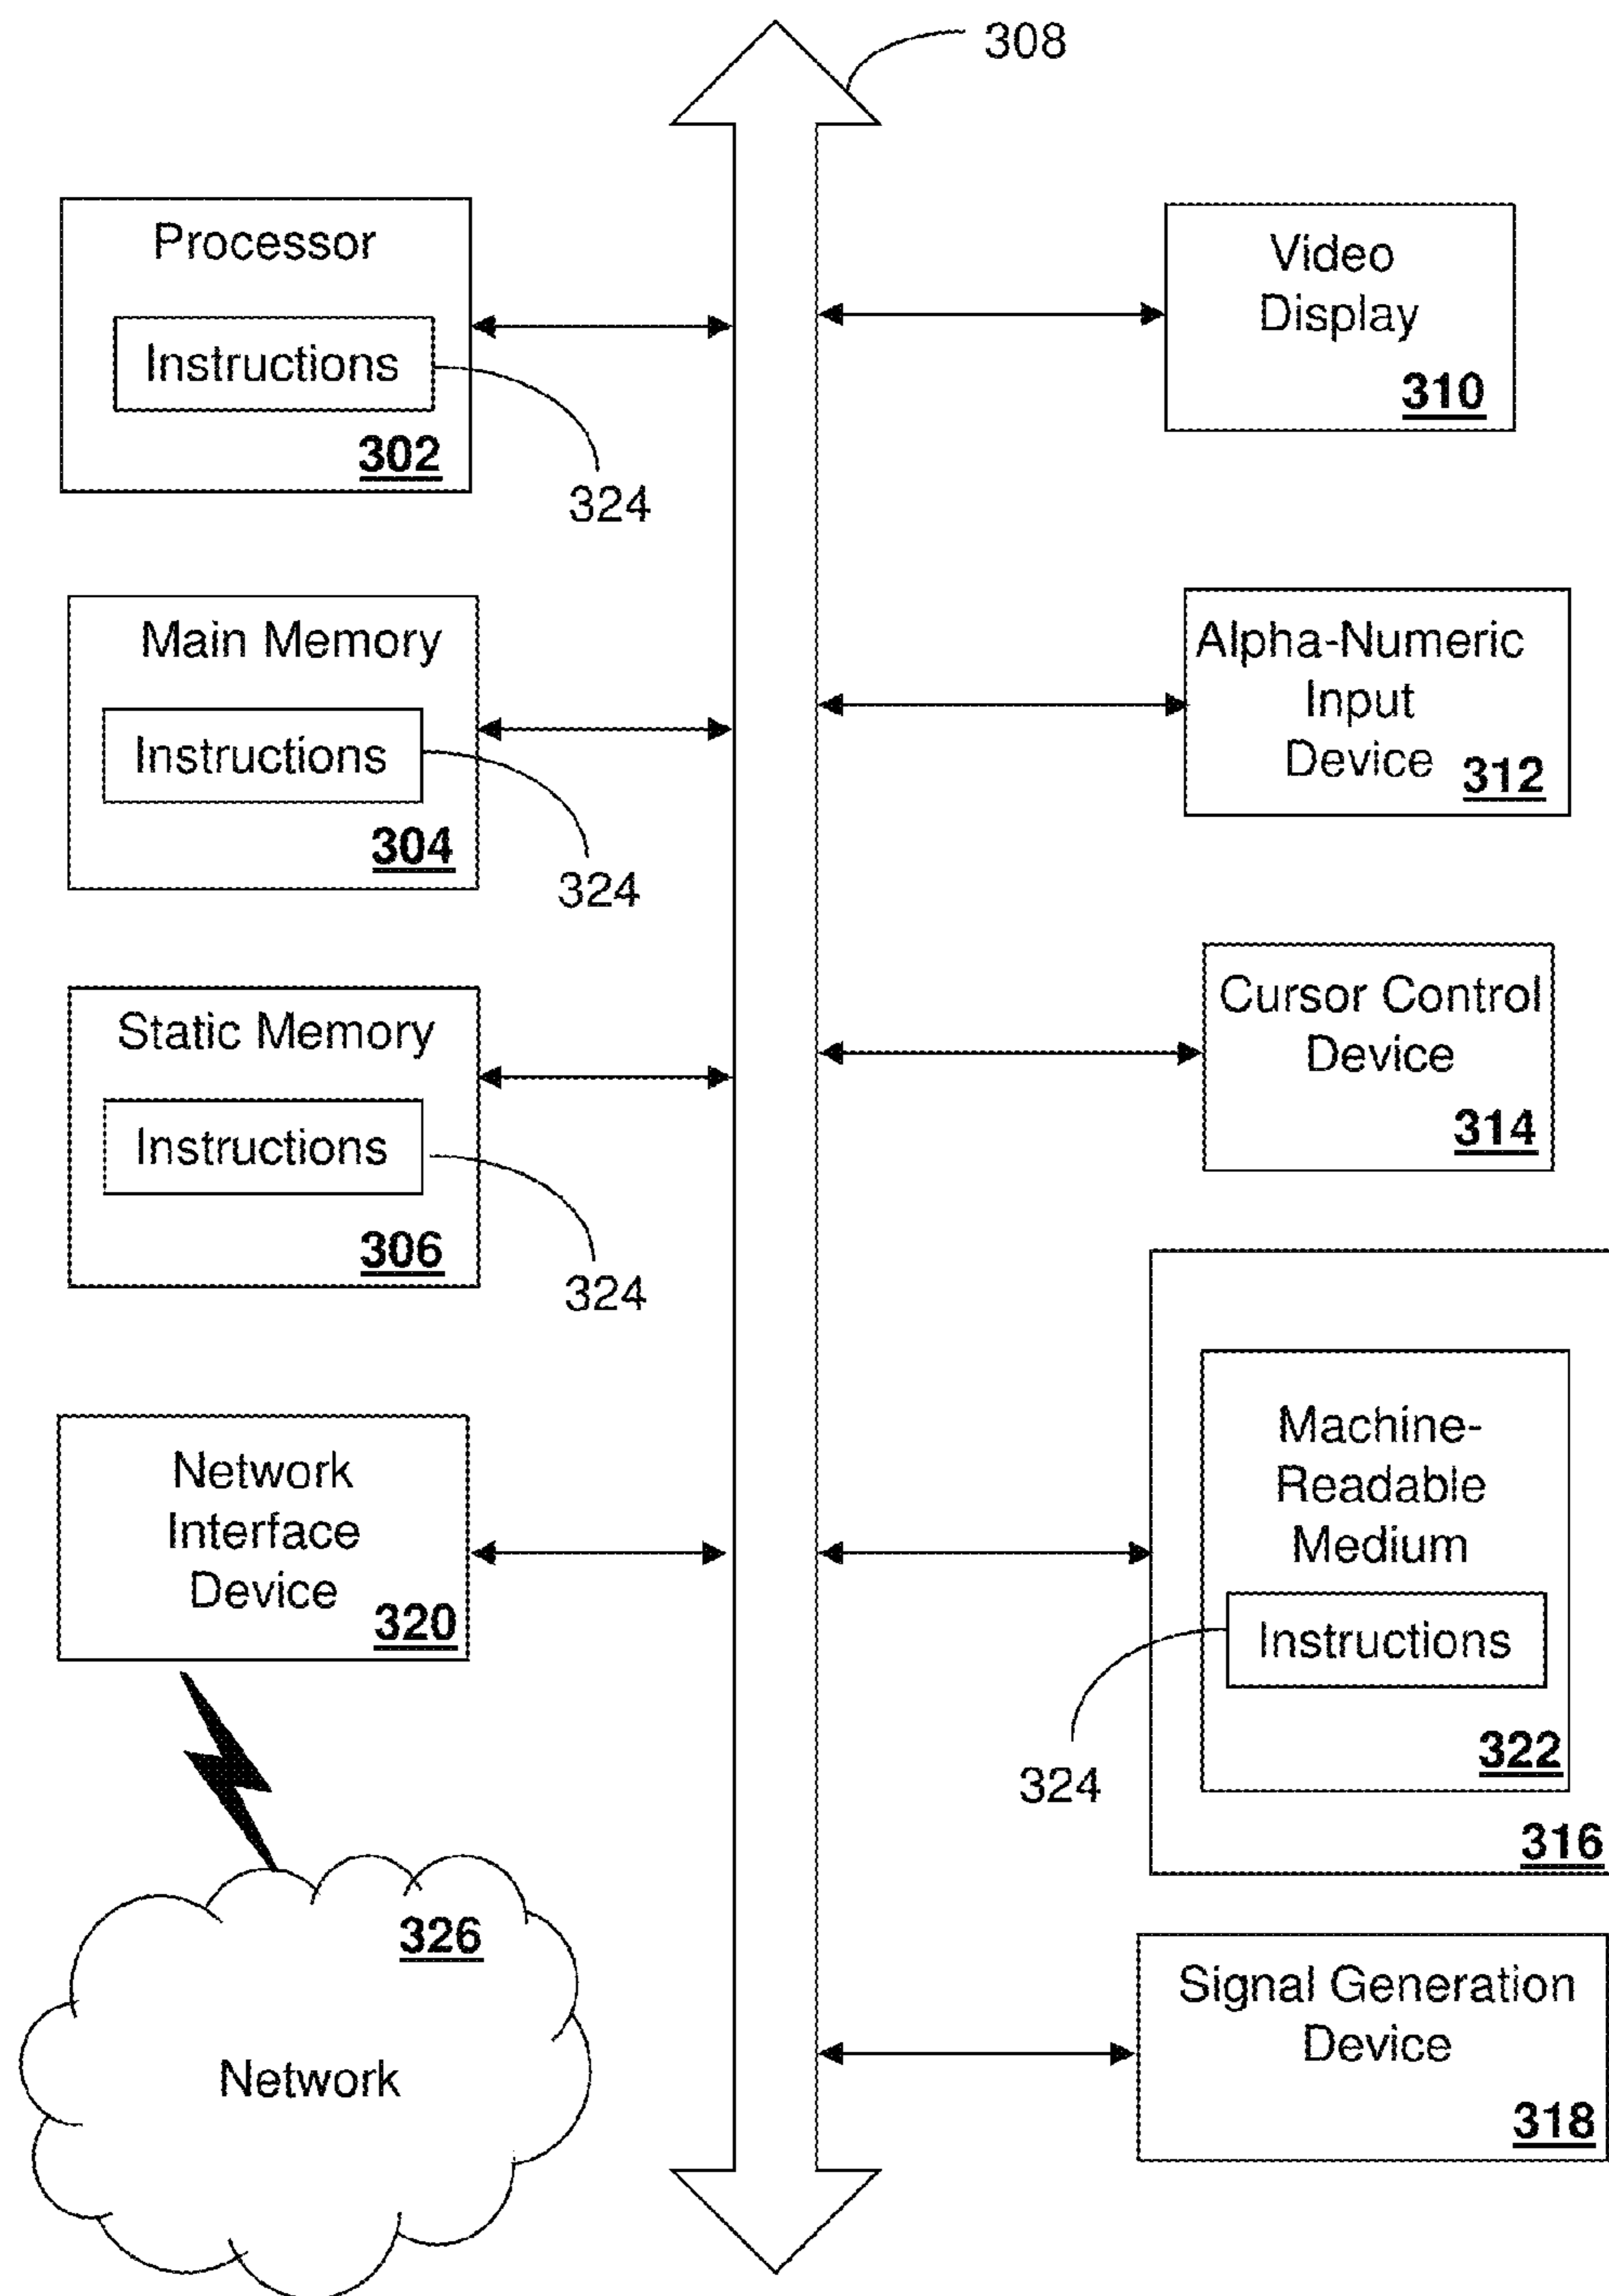 308
Processor
Instructions
302
324
Main Memory
Instructions
304
324
Static Memory
Instructions
306
324
Network
Interface
Device
320
326
Network
Video
Display
310
Alpha-Numeric
Input
Device 312
Cursor Control
Device
314
Machine-
Readable
Medium
Instructions
322
324
316
Signal Generation
Device
318